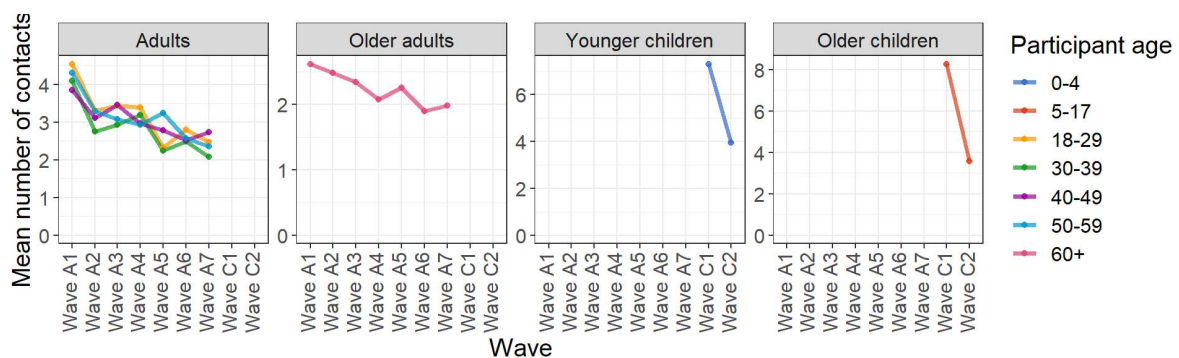 Adults
Older adults
Younger children
Older children
Mean number of contacts
4
3
2
1
0
2
1
0
6
4
2
0
8
6
4
2
0
Wave A1
Wave A2
Wave A3
Wave A4
Wave A5
Wave A6
Wave A7
Wave C1
Wave C2
Wave A1
Wave A2
Wave A3
Wave A4
Wave A5
Wave A6
Wave A7
Wave C1
Wave C2
Wave A1
Wave A2
Wave A3
Wave A4
Wave A5
Wave A6
Wave A7
Wave C1
Wave C2
Wave A1
Wave A2
Wave A3
Wave A4
Wave A5
Wave A6
Wave A7
Wave C1
Wave C2
Wave
Participant age
0-4
5-17
18-29
30-39
40-49
50-59
60+